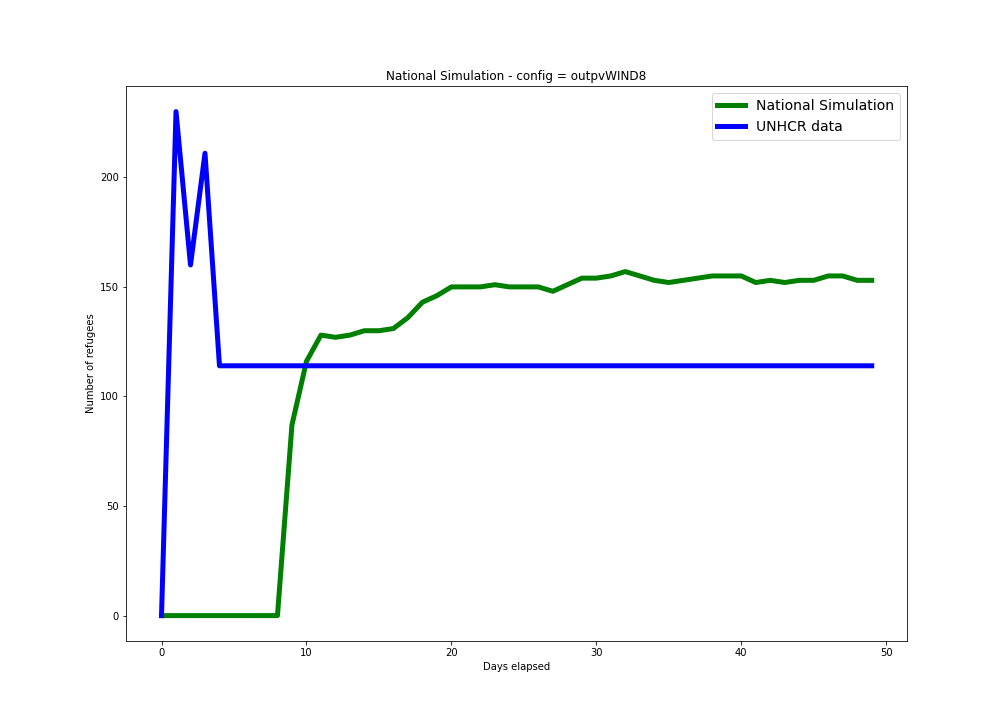 National Simulation - config = outpvWIND8
National Simulation
UNHCR data
Number of refugees
200
150
100
50
0
0 10 20 30 40 50
Days elapsed